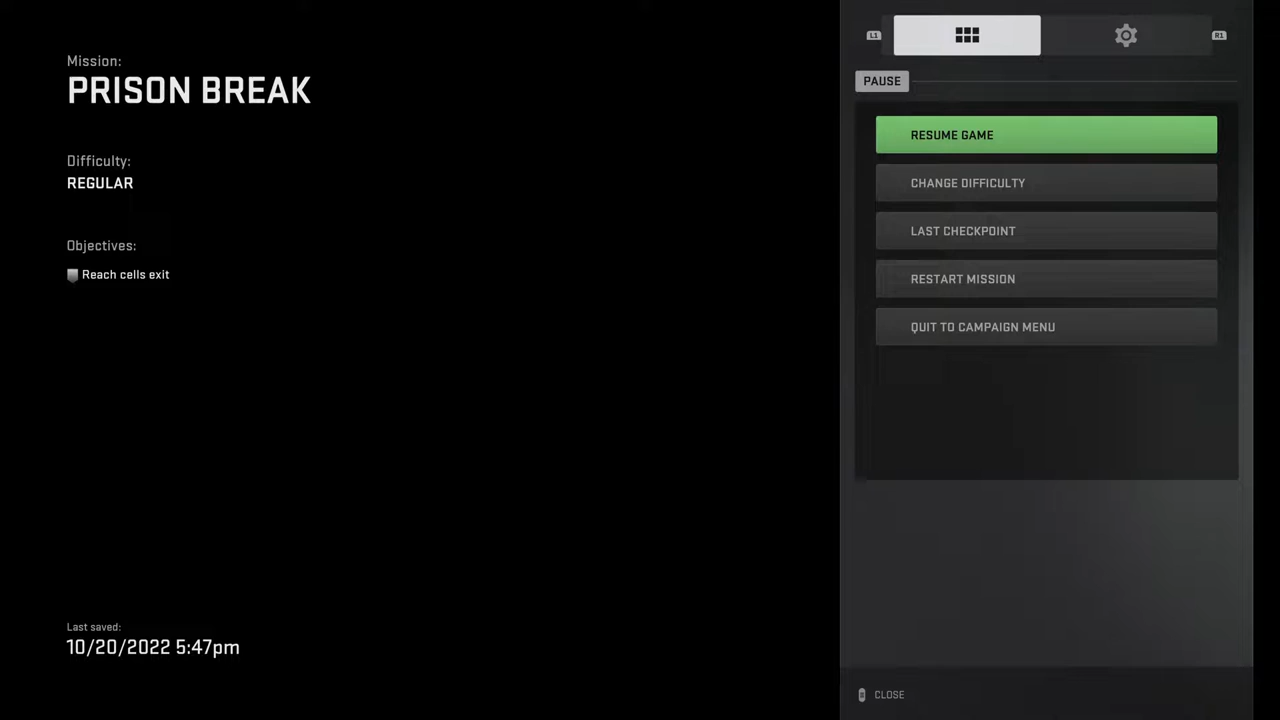 Mission:
PRISON BREAK
Difficulty:
REGULAR
Objectives:
Reach cells exit
Last saved:
10/20/2022 5:47pm
L1
R1
PAUSE
RESUME GAME
CHANGE DIFFICULTY
LAST CHECKPOINT
RESTART MISSION
QUIT TO CAMPAIGN MENU
CLOSE